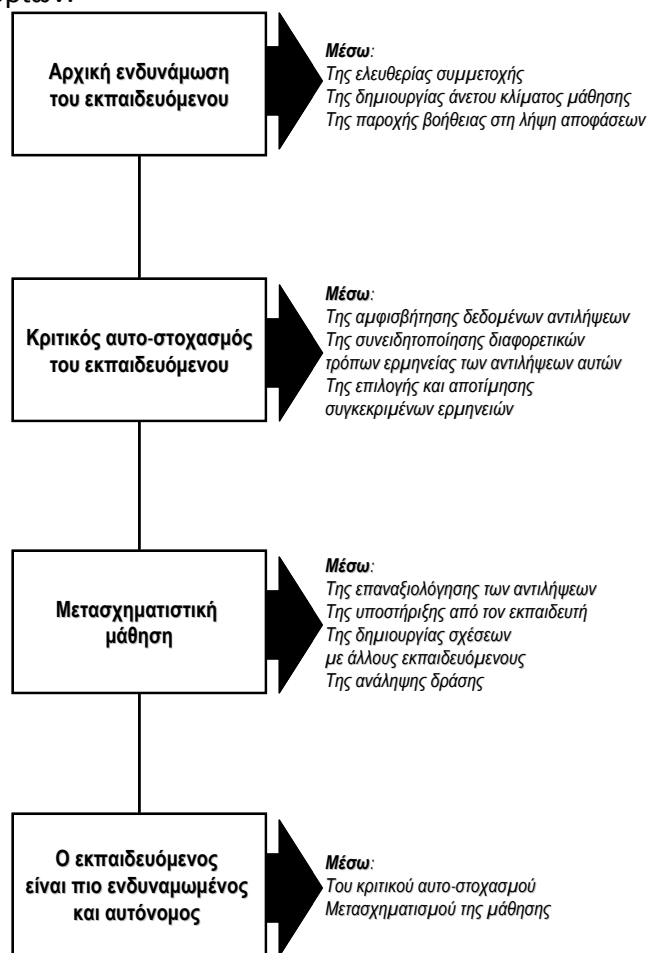 Αρχική ενδυνάμωση
του εκπαιδευόμενου
Μέσω:
Της ελευθερίας συμμετοχής
Της δημιουργίας άνετου κλίματος μάθησης
Της παροχής βοήθειας στη λήψη αποφάσεων
Κριτικός αυτο-στοχασμός
του εκπαιδευόμενου
Μέσω:
Της αμφισβήτησης δεδομένων αντιλήψεων
Της συνειδητοποίησης διαφορετικών
τρόπων ερμηνείας των αντιλήψεων αυτών
Της επιλογής και αποτίμησης
συγκεκριμένων ερμηνειών
Μετασχηματιστική
μάθηση
Μέσω:
Της επαναξιολόγησης των αντιλήψεων
Της υποστήριξης από τον εκπαιδευτή
Της δημιουργίας σχέσεων
με άλλους εκπαιδευόμενους
Της ανάληψης δράσης
Ο εκπαιδευόμενος
είναι πιο ενδυναμωμένος
και αυτόνομος
Μέσω:
Του κριτικού αυτο-στοχασμού
Μετασχηματισμού της μάθησης